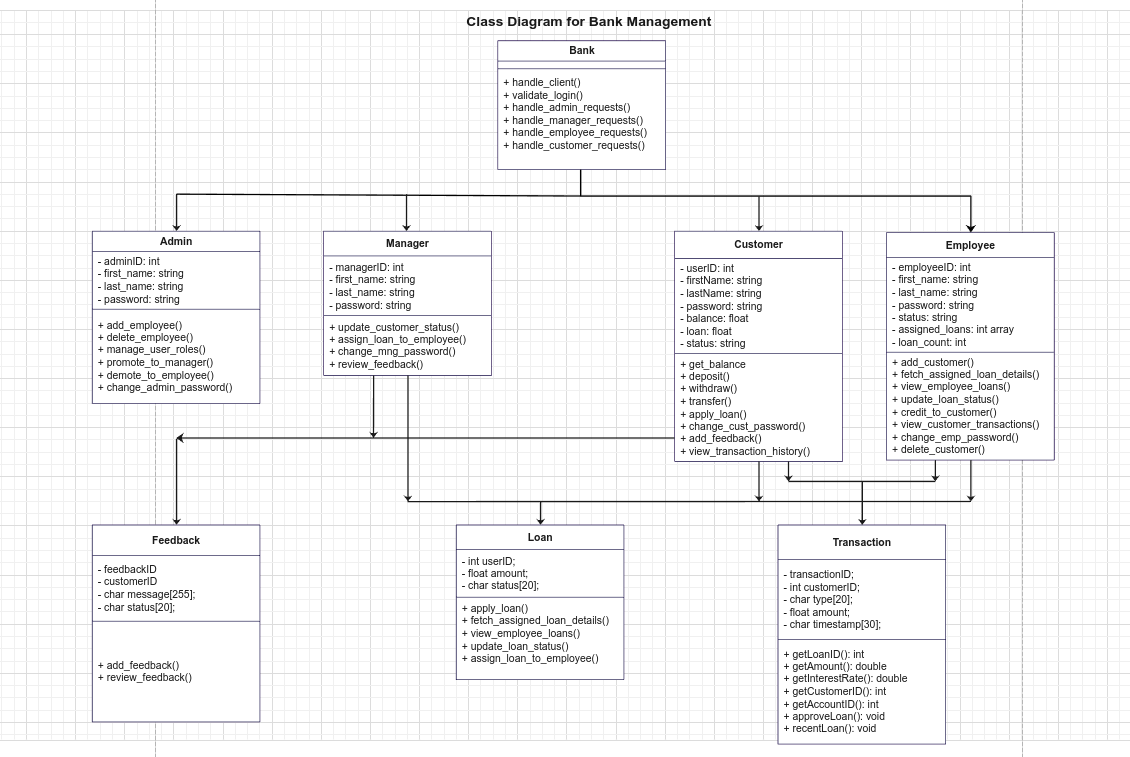 Class Diagram for Bank Management
Bank
+ handle_client()
+ validate_login()
+ handle_admin_requests()
+ handle_manager_requests()
+ handle_employee_requests()
+ handle_customer_requests()
Admin
- adminID: int
- first_name: string
- last_name: string
- password: string
+ add_employee()
+ delete_employee()
+ manage_user_roles()
+ promote_to_manager()
+ demote_to_employee()
+ change_admin_password()
Manager
- managerID: int
- first_name: string
- last_name: string
- password: string
+ update_customer_status()
+ assign_loan_to_employee()
+ change_mng_password()
+ review_feedback()
Customer
- userID: int
- firstName: string
- lastName: string
- password: string
- balance: float
- loan: float
- status: string
+ get_balance
+ deposit()
+ withdraw()
+ transfer()
+ apply_loan()
+ change_cust_password()
+ add_feedback()
+ view_transaction_history()
Employee
- employeeID: int
- first_name: string
- last_name: string
- password: string
- status: string
- assigned_loans: int array
- loan_count: int
+ add_customer()
+ fetch_assigned_loan_details()
+ view_employee_loans()
+ update_loan_status()
+ credit_to_customer()
+ view_customer_transactions()
+ change_emp_password()
+ delete_customer()
Feedback
- feedbackID
- customerID
- char message[255];
- char status[20];
+ add_feedback()
+ review_feedback()
Loan
- int userID;
- float amount;
- char status[20];
+ apply_loan()
+ fetch_assigned_loan_details()
+ view_employee_loans()
+ update_loan_status()
+ assign_loan_to_employee()
Transaction
- transactionID;
- int customerID;
- char type[20];
- float amount;
- char timestamp[30];
+ getLoanID(): int
+ getAmount(): double
+ getInterestRate(): double
+ getCustomerID(): int
+ getAccountID(): int
+ approveLoan(): void
+ recentLoan(): void